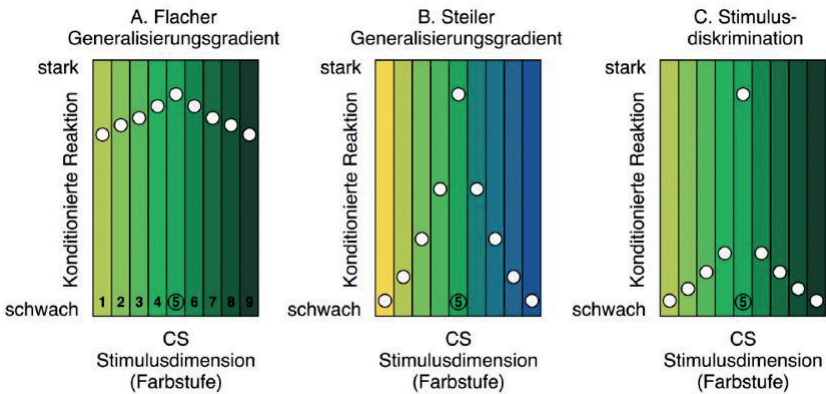 A. Flacher
Generalisierungsgradient
stark
Konditionierte Reaktion
1 2 3 4 5 6 7 8 9
schwach
CS
Stimulusdimension
(Farbstufe)
B. Steiler
Generalisierungsgradient
stark
Konditionierte Reaktion
5
schwach
CS
Stimulusdimension
(Farbstufe)
C. Stimulus-
diskrimination
stark
Konditionierte Reaktion
5
schwach
CS
Stimulusdimension
(Farbstufe)